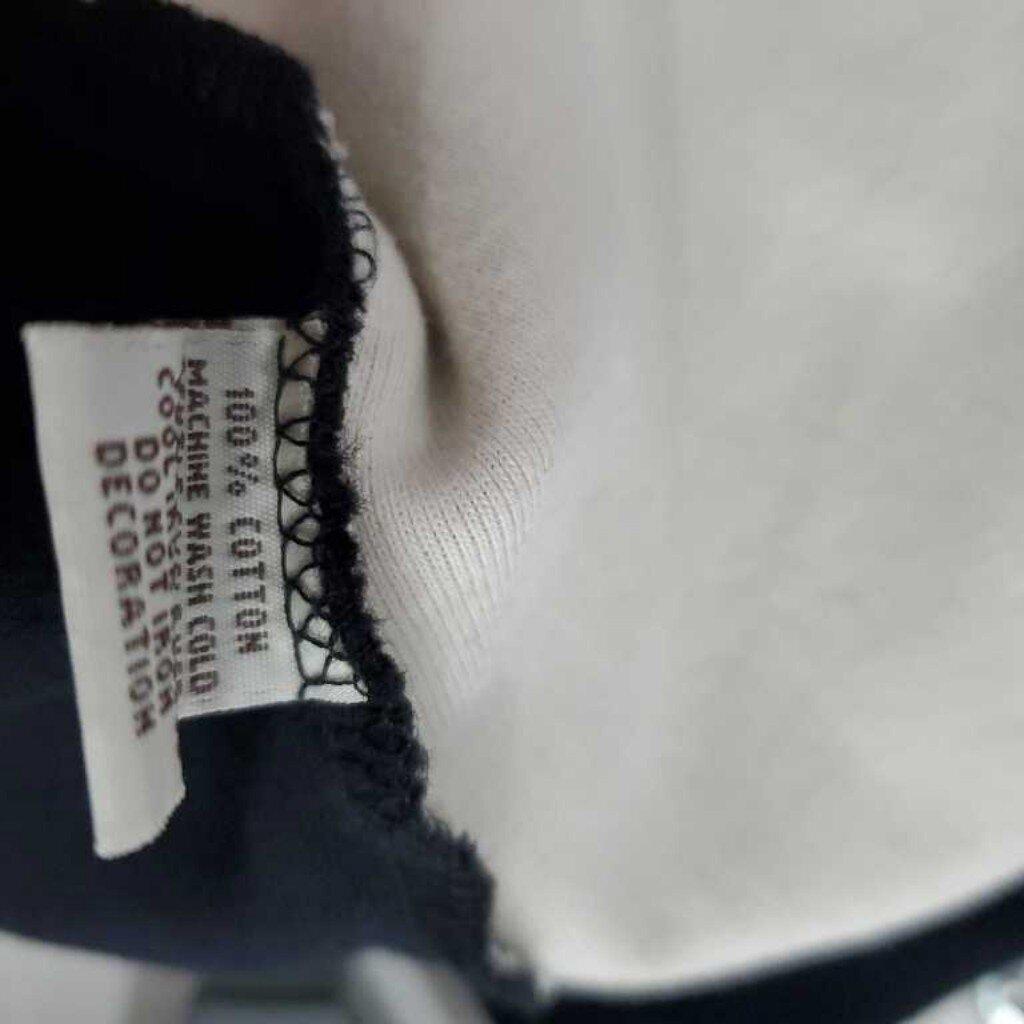 100% COTTON
MACHINE WASH COLD
DO NOT IRON
DECORATION